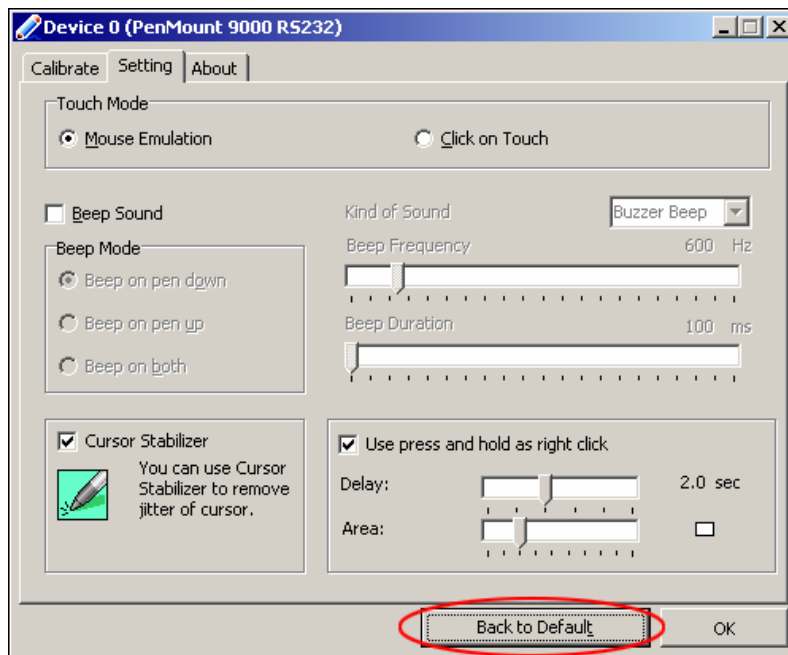 Device 0 (PenMount 9000 RS232)
Calibrate Setting About
Touch Mode
Mouse Emulation Click on Touch
Beep Sound Kind of Sound Buzzer Beep
Beep Mode Beep Frequency 600 Hz
Beep on pen down
Beep on pen up Beep Duration 100 ms
Beep on both
Cursor Stabilizer
You can use Cursor
Stabilizer to remove
jitter of cursor.
Use press and hold as right click
Delay: 2.0 sec
Area:
Back to Default OK